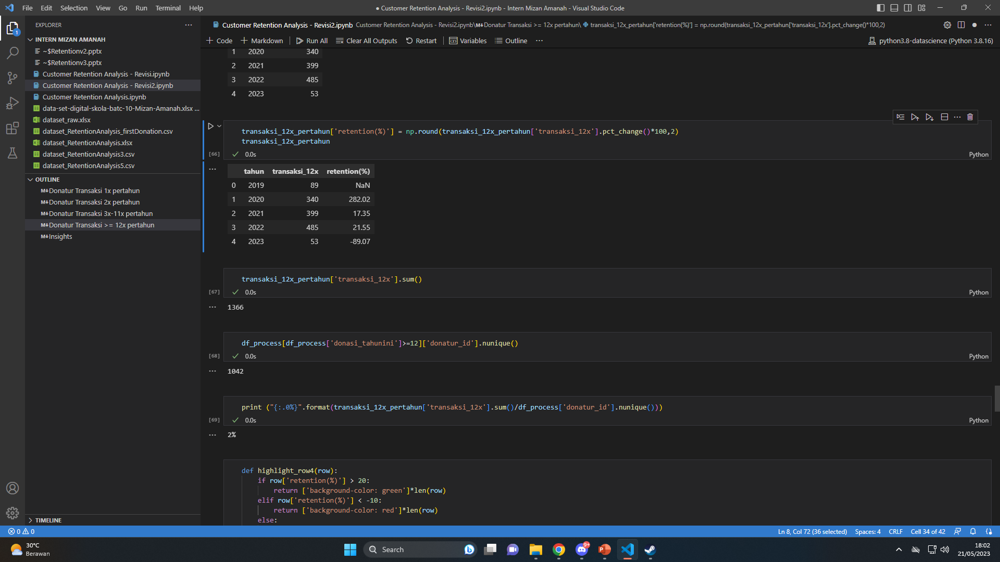 File Edit Selection View Go Run Terminal Help
● Customer Retention Analysis - Revisi2.ipynb - Intern Mizan Amanah - Visual Studio Code
EXPLORER
1
INTERN MIZAN AMANAH
~$Retentionv2.pptx
~$Retentionv3.pptx
Customer Retention Analysis - Revisi.ipynb
Customer Retention Analysis - Revisi2.ipynb
Customer Retention Analysis.ipynb
data-set-digital-skola-batc-10-Mizan-Amanah.xlsx ...
dataset_raw.xlsx
dataset_RetentionAnalysis_firstDonation.csv
dataset_RetentionAnalysis.xlsx
dataset_RetentionAnalysis3.csv
dataset_RetentionAnalysis5.csv
OUTLINE
M↓Donatur Transaksi 1x pertahun
M↓Donatur Transaksi 2x pertahun
M↓Donatur Transaksi 3x-11x pertahun
M↓Donatur Transaksi >= 12x pertahun
M↓Insights
TIMELINE
Customer Retention Analysis - Revisi2.ipynb Customer Retention Analysis - Revisi2.ipynb\M↓Donatur Transaksi >= 12x pertahun\ transaksi_12x_pertahun['retention(%)'] = np.round(transaksi_12x_pertahun['transaksi_12x'].pct_change()*100,2)
+ Code + Markdown Run All Clear All Outputs Restart Variables Outline ...
python3.8-datascience (Python 3.8.16)
1 2020 340
2 2021 399
3 2022 485
4 2023 53
transaksi_12x_pertahun['retention(%)'] = np.round(transaksi_12x_pertahun['transaksi_12x'].pct_change()*100,2)
transaksi_12x_pertahun
[66] 0.0s Python
tahun transaksi_12x retention(%)
0 2019 89 NaN
1 2020 340 282.02
2 2021 399 17.35
3 2022 485 21.55
4 2023 53 -89.07
transaksi_12x_pertahun['transaksi_12x'].sum()
[67] 0.0s Python
1366
df_process[df_process['donasi_tahunini']>=12]['donatur_id'].nunique()
[68] 0.0s Python
1042
print ("{:.0%}".format(transaksi_12x_pertahun['transaksi_12x'].sum()/df_process['donatur_id'].nunique()))
[69] 0.0s Python
2%
def highlight_row4(row):
if row['retention(%)'] > 20:
return ['background-color: green']*len(row)
elif row['retention(%)'] < -10:
return ['background-color: red']*len(row)
else:
0 0
Ln 8, Col 72 (36 selected) Spaces: 4 CRLF Cell 34 of 42
30°C
Berawan
Search
9+
18:02
21/05/2023